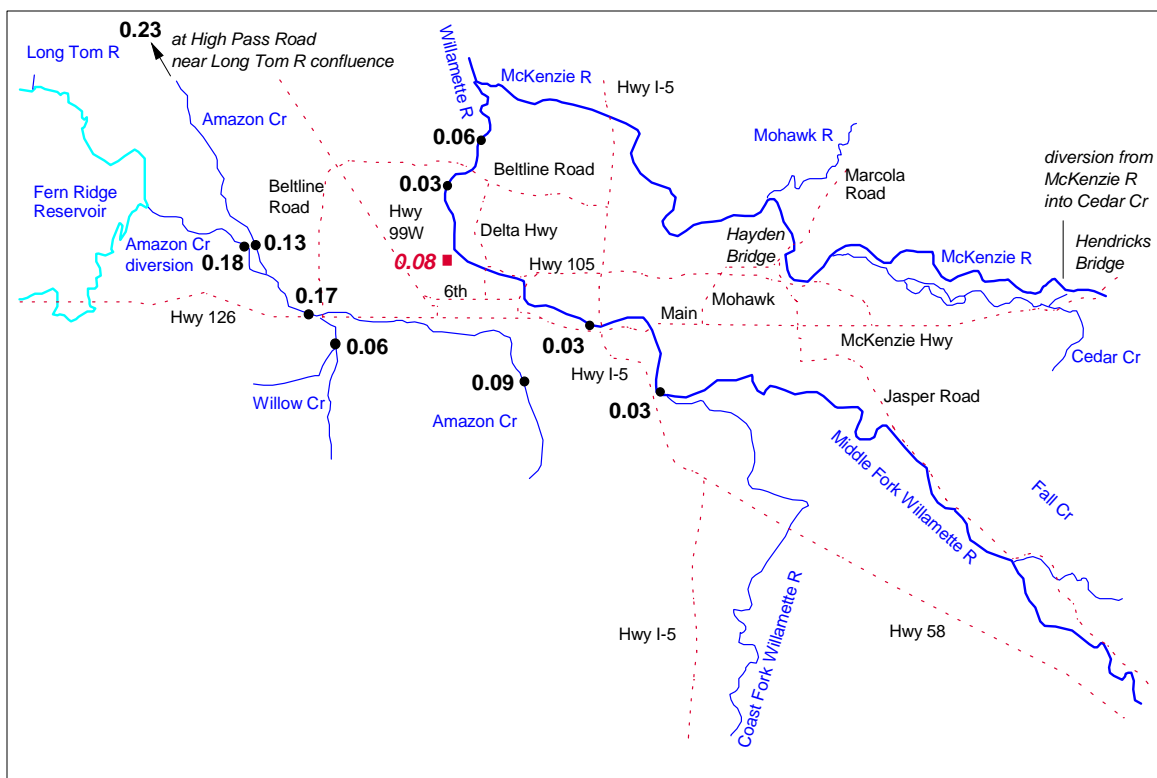 0.23
at High Pass Road
near Long Tom R confluence
Long Tom R
Willamette R
McKenzie R
Hwy I-5
Amazon Cr
0.06
Mohawk R
Beltline Road
diversion from
McKenzie R
into Cedar Cr
Marcola
Road
0.03
Fern Ridge
Reservoir
Beltline
Road
Hwy
99W
Delta Hwy
Hayden
Bridge
Hendricks
Bridge
Amazon Cr
diversion
0.13
0.18
0.08
Hwy 105
McKenzie R
6th
0.17
Mohawk
Main
Hwy 126
0.06
0.03
McKenzie Hwy
Cedar Cr
Hwy I-5
0.09
Willow Cr
Amazon Cr
0.03
Jasper Road
Middle Fork Willamette R
Fall Cr
Coast Fork Willamette R
Hwy I-5
Hwy 58